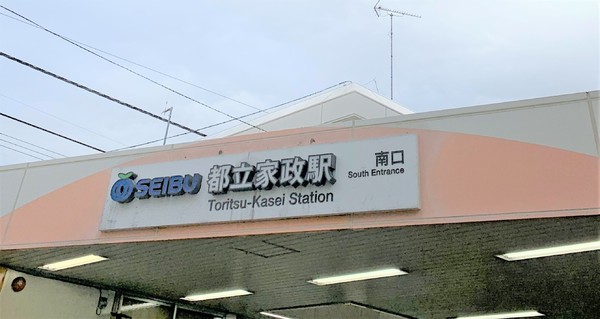 SEIBU 都立家政駅 南口
Toritsu-Kasei Station South Entrance